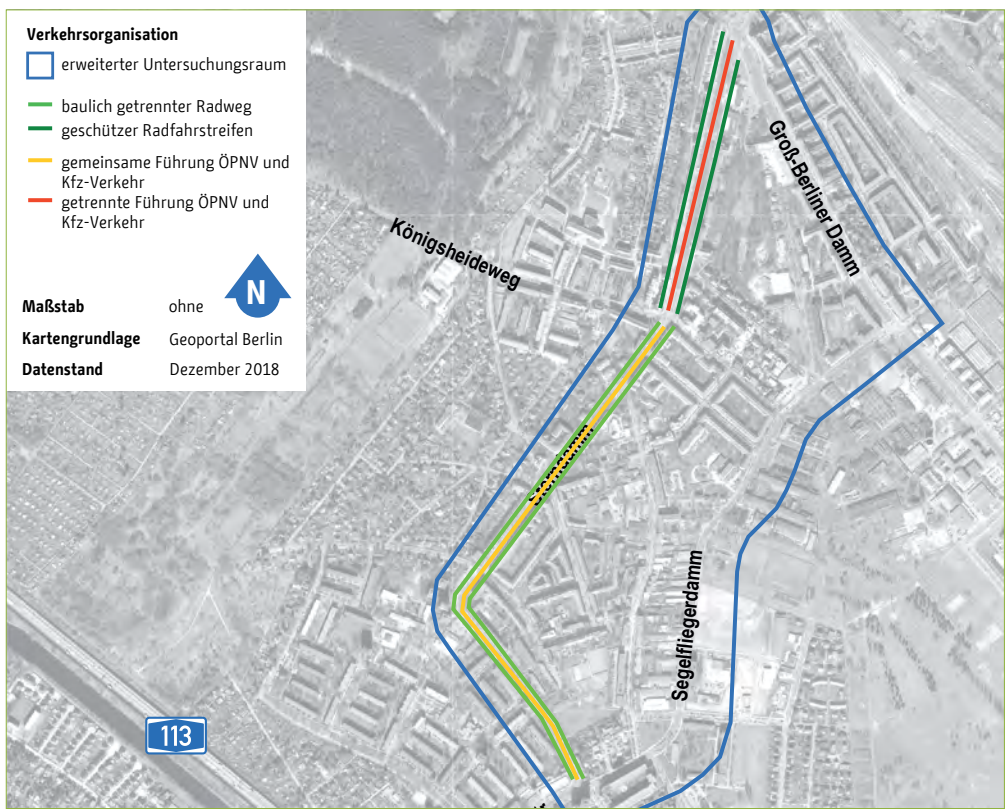 Verkehrsorganisation
erweiterter Untersuchungsraum
baulich getrennter Radweg
geschützer Radfahrstreifen
gemeinsame Führung ÖPNV und
Kfz-Verkehr
getrennte Führung ÖPNV und
Kfz-Verkehr
N
Maßstab ohne
Kartengrundlage Geoportal Berlin
Datenstand Dezember 2018
Königsheideweg
Groß-Berliner Damm
Segelfliegerdamm
113